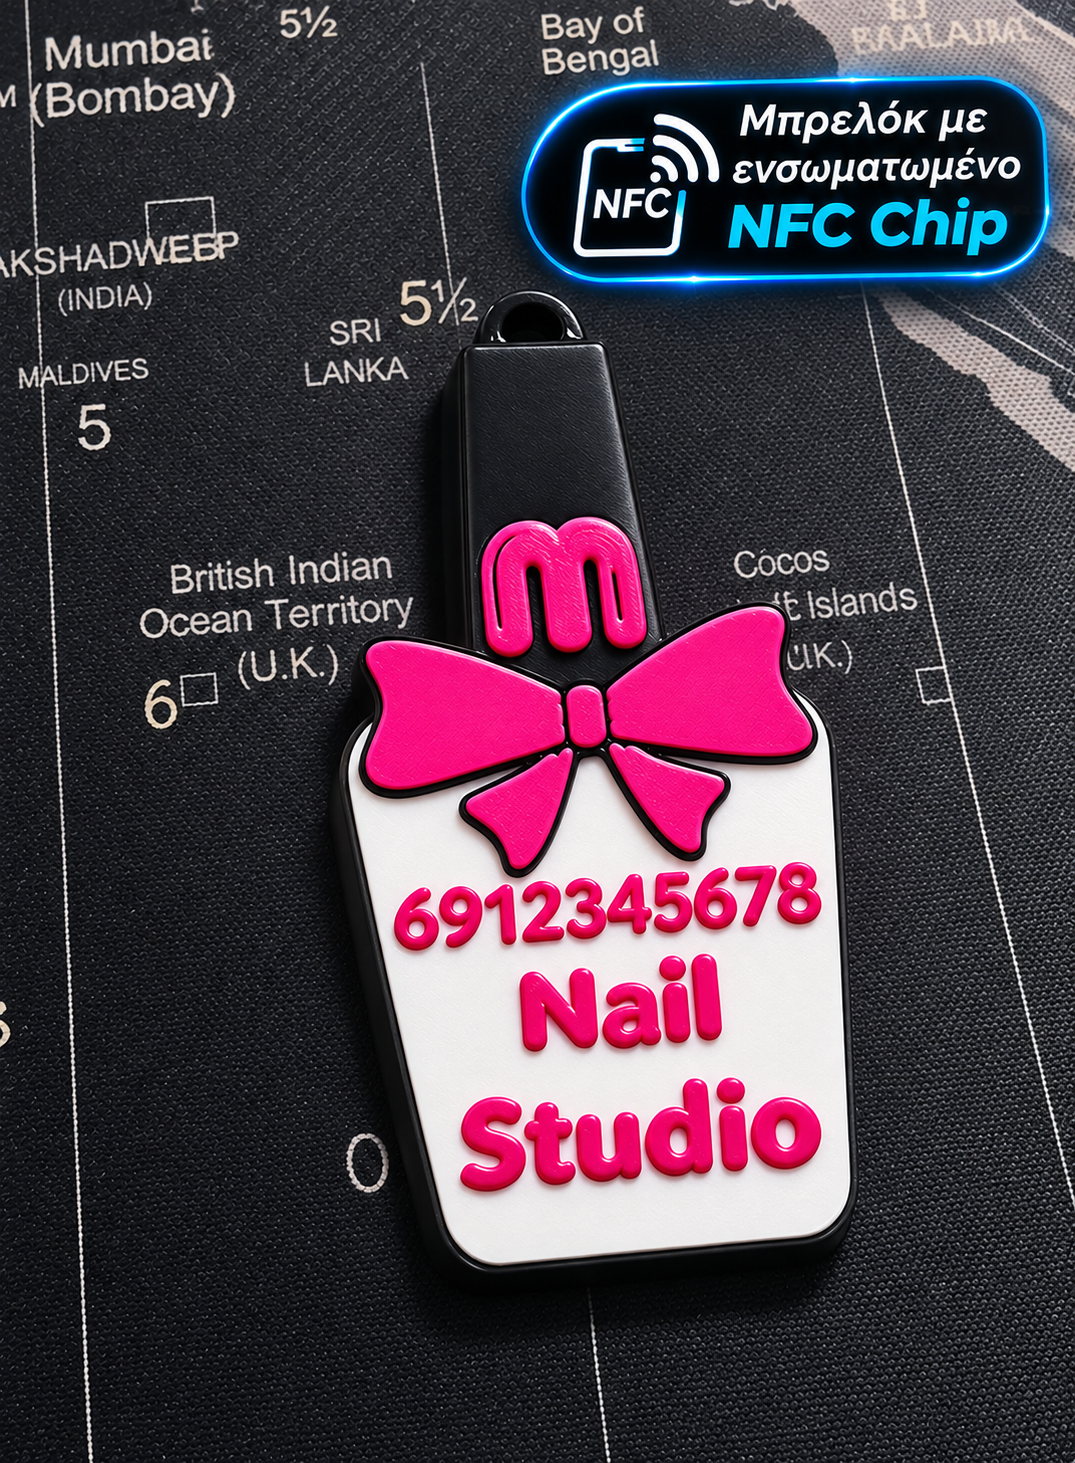 5½
Mumbai
(Bombay)
Bay of
Bengal
Μπρελόκ με
ενσωματωμένο
NFC Chip
NFC
(INDIA)
5½
SRI
LANKA
MALDIVES
5
m
British Indian
Ocean Territory
(U.K.)
6
Cocos
Islands
6912345678
Nail
Studio
0